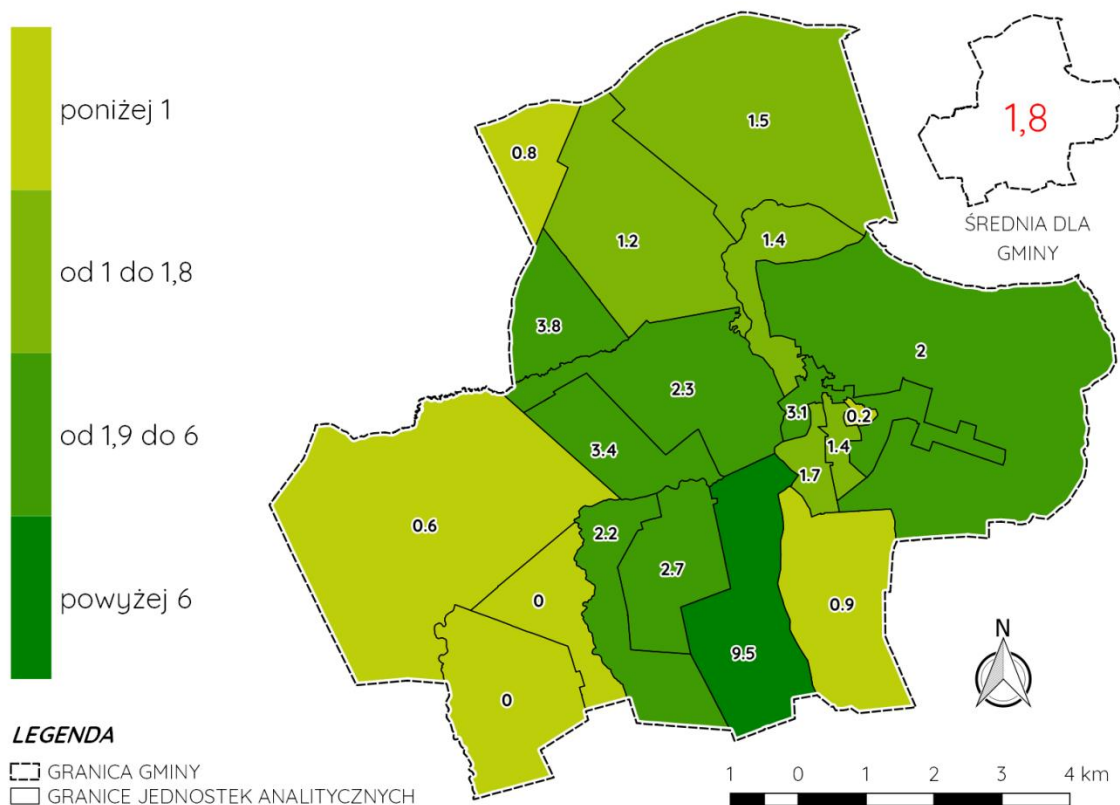 poniżej 1
od 1 do 1,8
od 1,9 do 6
powyżej 6
LEGENDA
GRANICA GMINY
GRANICE JEDNOSTEK ANALITYCZNYCH
1,8
ŚREDNIA DLA
GMINY
0.8
1.5
1.2
1.4
3.8
2
2.3
3.1
0.2
3.4
1.4
1.7
0.6
2.2
2.7
0
0.9
9.5
0
N
1 0 1 2 3 4 km